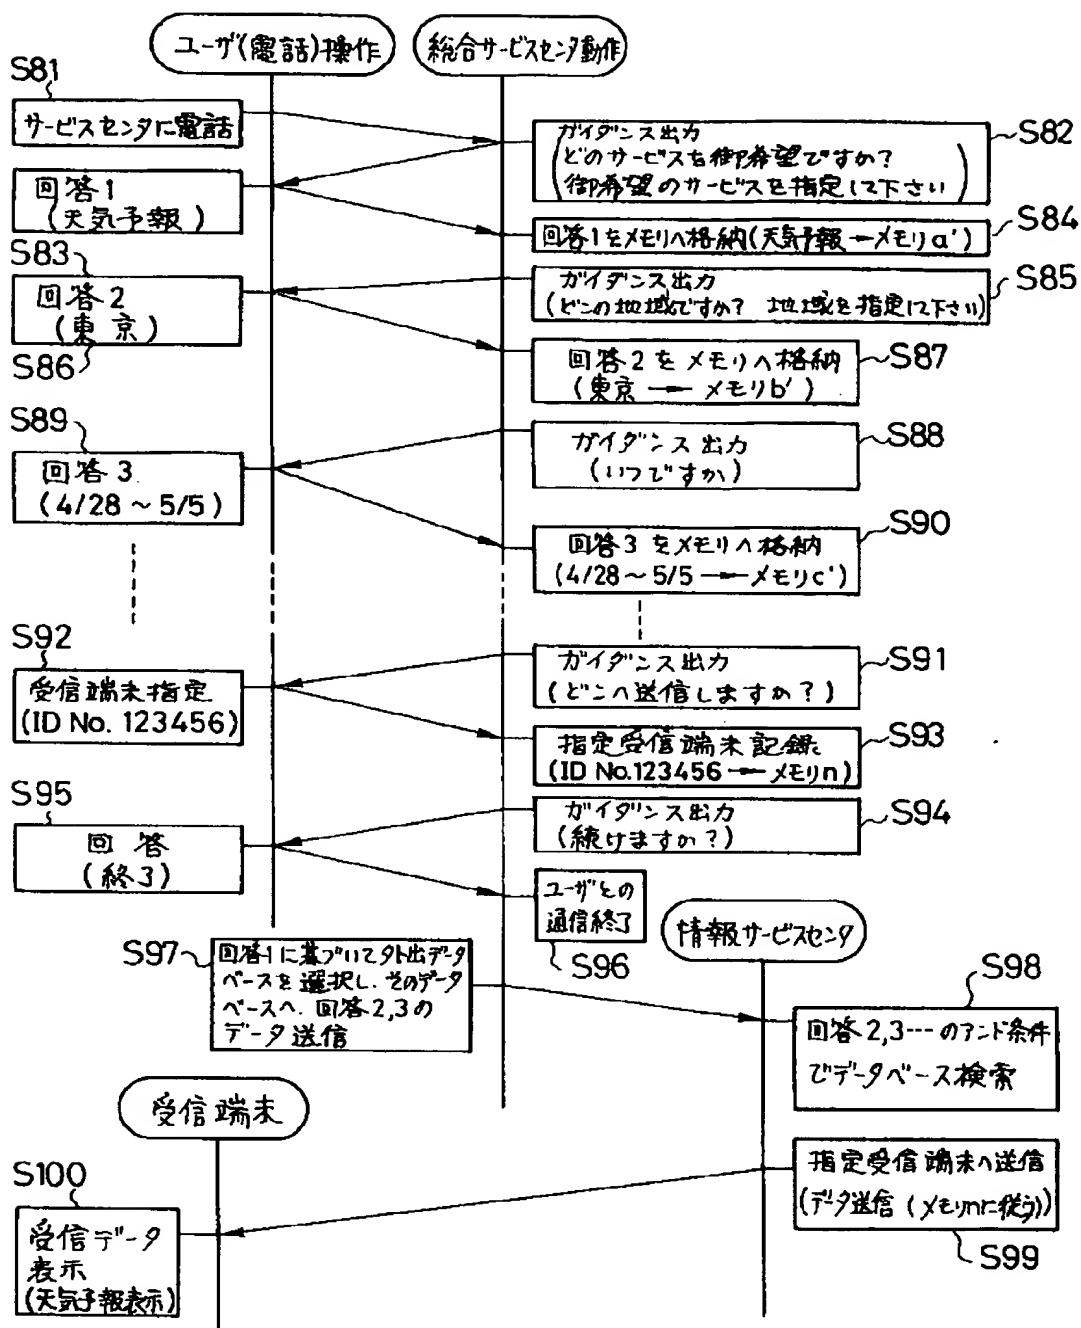 ユーザ(電話)操作
総合サービスセンタ動作
S81
サービスセンタに電話
ガイダンス出力
(どのサービスを御希望ですか?
御希望のサービスを指定して下さい)
S82
回答1
(天気予報)
S83
回答1をメモリへ格納(天気予報→メモリa')
S84
ガイダンス出力
(どこの地域ですか? 地域を指定して下さい)
S85
回答2
(東京)
S86
回答2をメモリへ格納
(東京→メモリb')
S87
S89
ガイダンス出力
(いつですか)
S88
回答3
(4/28~5/5)
S90
回答3をメモリへ格納
(4/28~5/5→メモリc')
S92
ガイダンス出力
(どこへ送信しますか?)
S91
受信端末指定
(ID No. 123456)
指定受信端末記録
(ID No.123456→メモリn)
S93
S95
ガイダンス出力
(続けますか?)
S94
回答
(終了)
ユーザとの
通信終了
S96
情報サービスセンタ
S97
回答1に基づいて外出データ
ベースを選択し、そのデータ
ベースへ、回答2,3の
データ送信
S98
回答2,3…のアンド条件
でデータベース検索
受信端末
指定受信端末へ送信
(データ送信(メモリnに従う))
S99
S100
受信データ
表示
(天気予報表示)